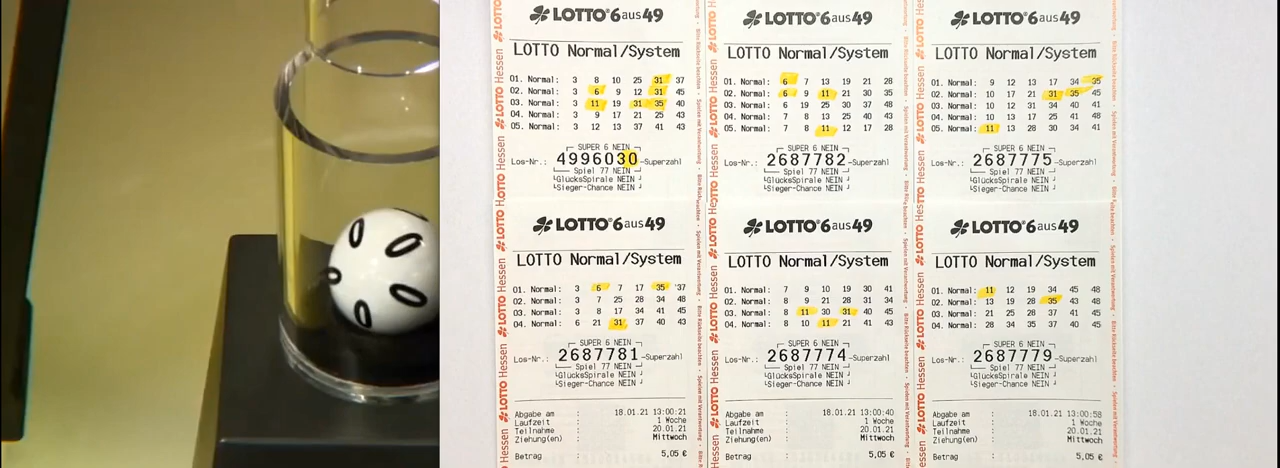 LOTTO 6aus49
LOTTO Normal/System
01. Normal: 3 8 10 25 31 37
02. Normal: 3 6 9 12 31 45
03. Normal: 3 11 19 31 35 40
04. Normal: 3 9 17 21 25 43
05. Normal: 3 12 13 37 41 43
SUPER 6 NEIN
Los-Nr.: 4996030-Superzahl
Spiel 77 NEIN
GlücksSpirale NEIN
Sieger-Chance NEIN
LOTTO 6aus49
LOTTO Normal/System
01. Normal: 6 7 13 19 21 28
02. Normal: 6 9 11 21 30 35
03. Normal: 6 19 25 30 37 48
04. Normal: 7 8 13 25 40 43
05. Normal: 7 8 11 12 17 28
SUPER 6 NEIN
Los-Nr.: 2687782-Superzahl
Spiel 77 NEIN
GlücksSpirale NEIN
Sieger-Chance NEIN
LOTTO 6aus49
LOTTO Normal/System
01. Normal: 9 12 13 17 34 35
02. Normal: 10 17 21 31 35 45
03. Normal: 10 12 31 34 40 41
04. Normal: 10 13 17 25 41 48
05. Normal: 11 13 28 30 34 41
SUPER 6 NEIN
Los-Nr.: 2687775-Superzahl
Spiel 77 NEIN
GlücksSpirale NEIN
Sieger-Chance NEIN
LOTTO 6aus49
LOTTO Normal/System
01. Normal: 3 6 7 17 35 37
02. Normal: 3 7 25 28 34 48
03. Normal: 3 8 17 34 41 45
04. Normal: 6 21 31 37 40 43
SUPER 6 NEIN
Los-Nr.: 2687781-Superzahl
Spiel 77 NEIN
GlücksSpirale NEIN
Sieger-Chance NEIN
Abgabe am : 18.01.21 13:00:21
Laufzeit : 1 Woche
Teilnahme : 20.01.21
Ziehung(en) : Mittwoch
Betrag : 5,05 €
LOTTO 6aus49
LOTTO Normal/System
01. Normal: 7 9 10 19 30 41
02. Normal: 8 9 21 28 31 34
03. Normal: 8 11 30 31 41 48
04. Normal: 8 10 11 21 41 43
SUPER 6 NEIN
Los-Nr.: 2687774-Superzahl
Spiel 77 NEIN
GlücksSpirale NEIN
Sieger-Chance NEIN
Abgabe am : 18.01.21 13:00:40
Laufzeit : 1 Woche
Teilnahme : 20.01.21
Ziehung(en) : Mittwoch
Betrag : 5,05 €
LOTTO 6aus49
LOTTO Normal/System
01. Normal: 11 12 19 34 45 48
02. Normal: 13 19 28 35 40 48
03. Normal: 21 25 28 37 41 45
04. Normal: 28 34 35 37 40 45
SUPER 6 NEIN
Los-Nr.: 2687779-Superzahl
Spiel 77 NEIN
GlücksSpirale NEIN
Sieger-Chance NEIN
Abgabe am : 18.01.21 13:00:58
Laufzeit : 1 Woche
Teilnahme : 20.01.21
Ziehung(en) : Mittwoch
Betrag : 5,05 €
LOTTO Hessen
Bitte Rückseite beachten • Spielen mit Verantwortung